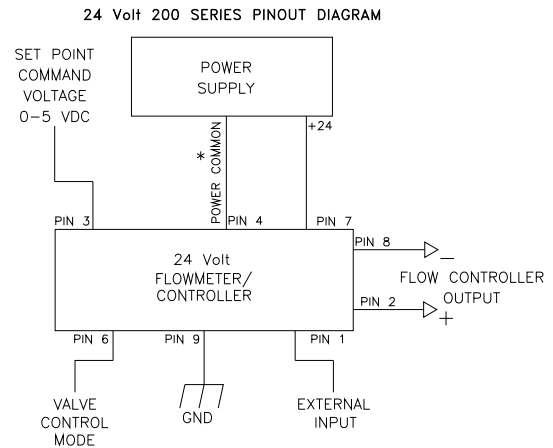 24 Volt 200 SERIES PINOUT DIAGRAM
SET POINT
COMMAND
VOLTAGE
0-5 VDC
POWER
SUPPLY
+24
* POWER COMMON
PIN 3
PIN 4
PIN 7
PIN 8
24 Volt
FLOWMETER/
CONTROLLER
-
FLOW CONTROLLER
OUTPUT
PIN 2
+
PIN 6
PIN 9
PIN 1
VALVE
CONTROL
MODE
GND
EXTERNAL
INPUT